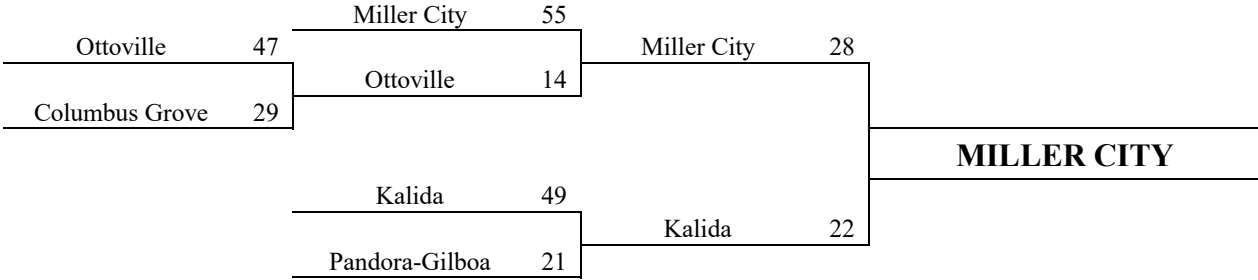 Miller City 55
Ottoville 47
Miller City 28
Ottoville 14
Columbus Grove 29
MILLER CITY
Kalida 49
Kalida 22
Pandora-Gilboa 21